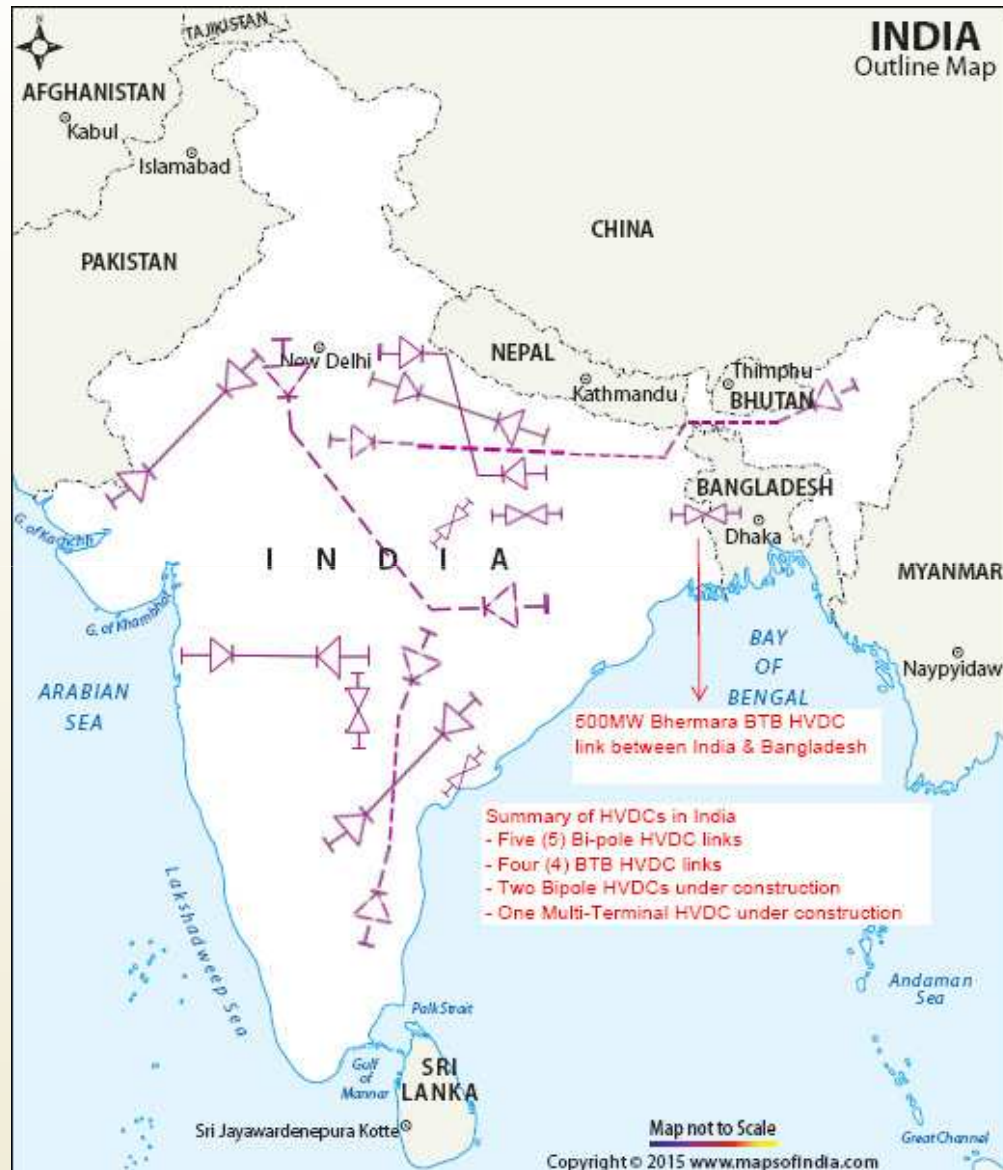 N
TAJIKISTAN
INDIA
Outline Map
AFGHANISTAN
Kabul
Islamabad
CHINA
PAKISTAN
New Delhi
NEPAL
Kathmandu
Thimphu
BHUTAN
BANGLADESH
Dhaka
G. of Kachchh
INDIA
MYANMAR
G. of Khambhat
Naypyidaw
ARABIAN
SEA
BAY
OF
BENGAL
500MW Bhermara BTB HVDC
link between India & Bangladesh
Summary of HVDCs in India
- Five (5) Bi-pole HVDC links
- Four (4) BTB HVDC links
- Two Bipole HVDCs under construction
- One Multi-Terminal HVDC under construction
Lakshadweep Sea
Andaman
Sea
Palk Strait
Gulf
of
Mannar
SRI
LANKA
Sri Jayawardenepura Kotte
Map not to Scale
Great Channel
Copyright © 2015 www.mapsofindia.com